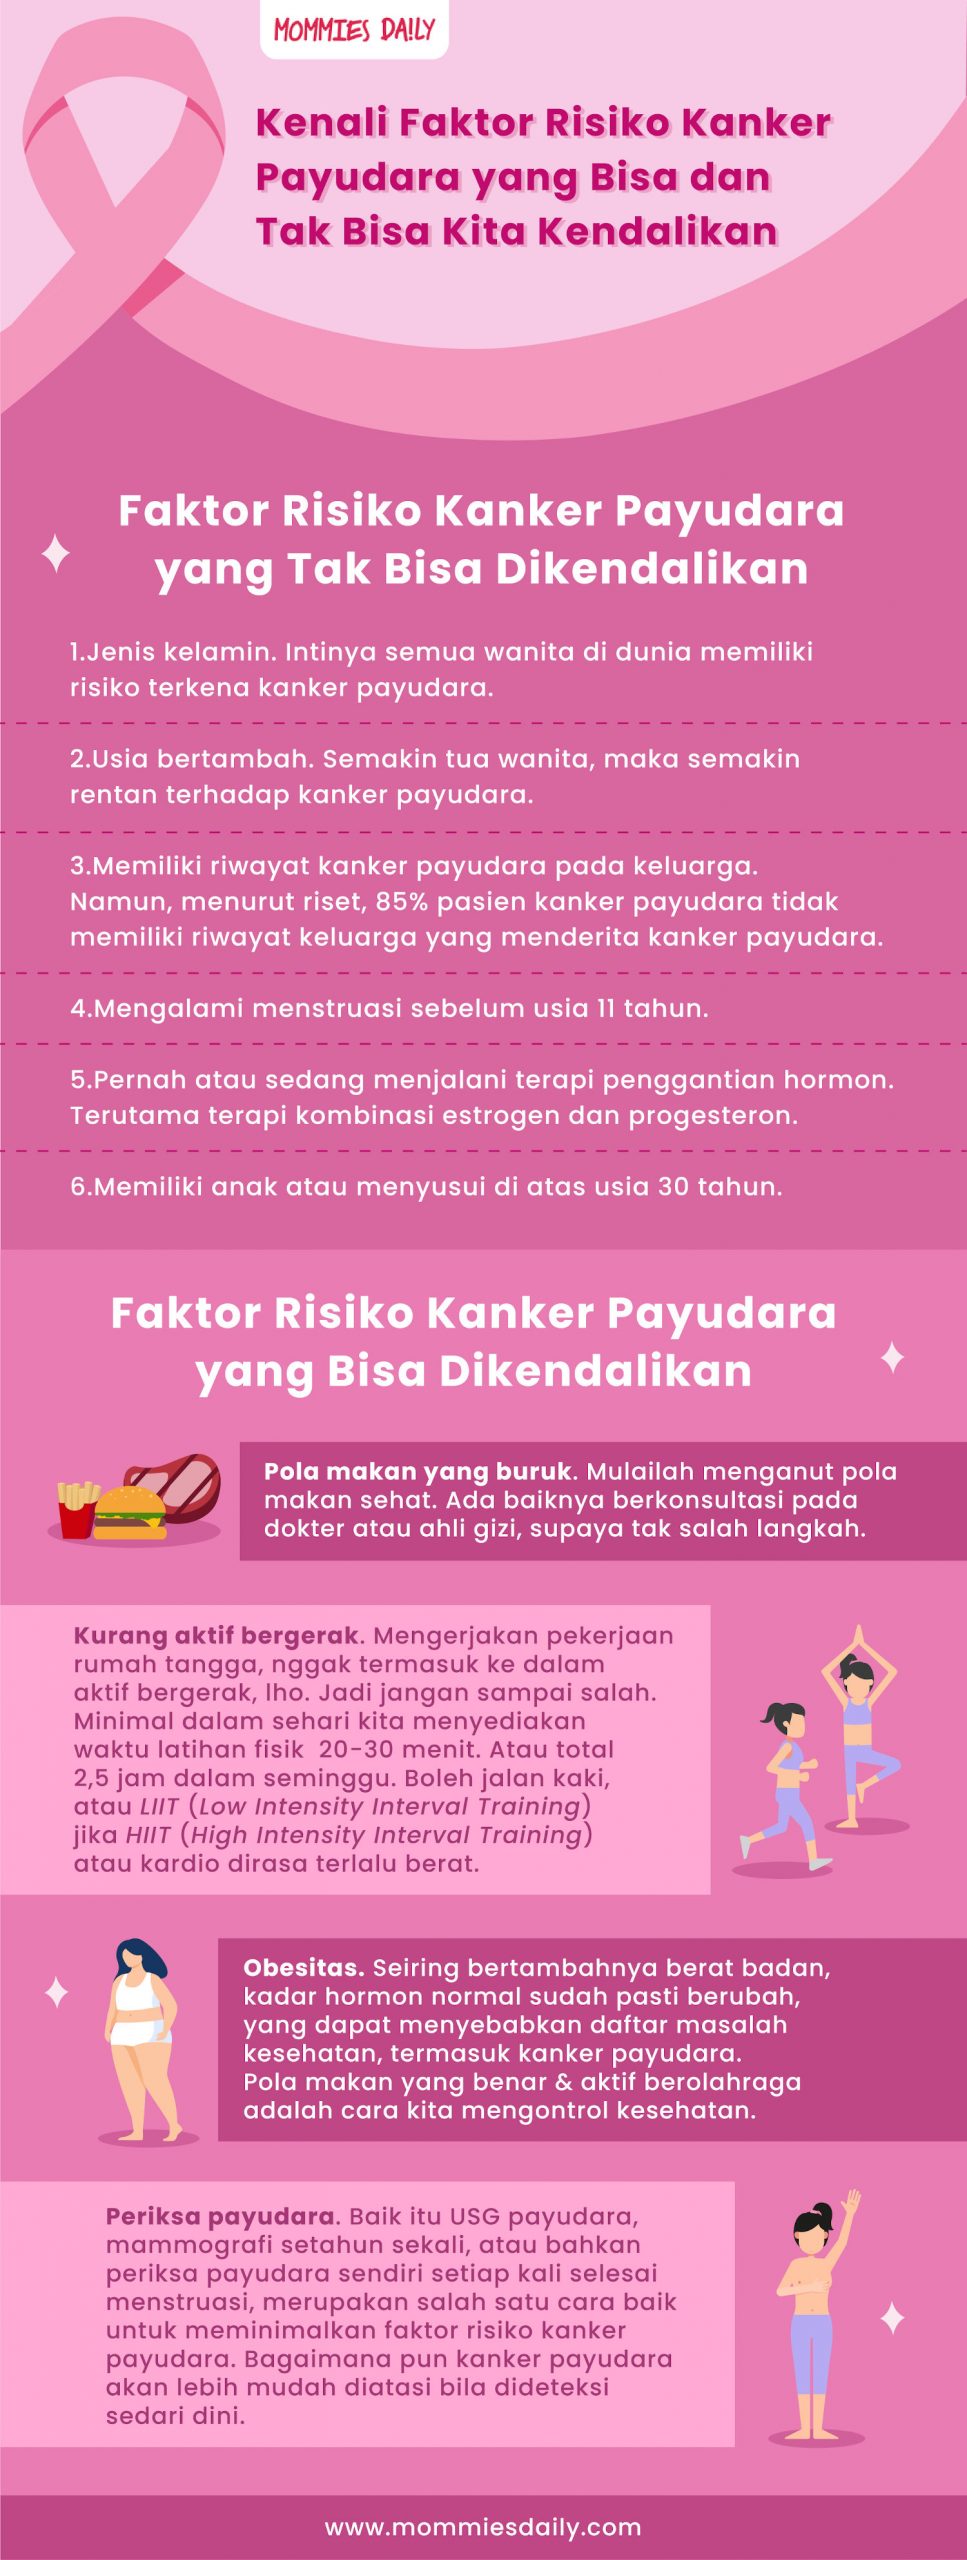 MOMMIES DA!LY
Kenali Faktor Risiko Kanker
Payudara yang Bisa dan
Tak Bisa Kita Kendalikan
Faktor Risiko Kanker Payudara
yang Tak Bisa Dikendalikan
1.Jenis kelamin. Intinya semua wanita di dunia memiliki
risiko terkena kanker payudara.
2.Usia bertambah. Semakin tua wanita, maka semakin
rentan terhadap kanker payudara.
3.Memiliki riwayat kanker payudara pada keluarga.
Namun, menurut riset, 85% pasien kanker payudara tidak
memiliki riwayat keluarga yang menderita kanker payudara.
4.Mengalami menstruasi sebelum usia 11 tahun.
5.Pernah atau sedang menjalani terapi penggantian hormon.
Terutama terapi kombinasi estrogen dan progesteron.
6.Memiliki anak atau menyusui di atas usia 30 tahun.
Faktor Risiko Kanker Payudara
yang Bisa Dikendalikan
Pola makan yang buruk. Mulailah menganut pola
makan sehat. Ada baiknya berkonsultasi pada
dokter atau ahli gizi, supaya tak salah langkah.
Kurang aktif bergerak. Mengerjakan pekerjaan
rumah tangga, nggak termasuk ke dalam
aktif bergerak, lho. Jadi jangan sampai salah.
Minimal dalam sehari kita menyediakan
waktu latihan fisik  20-30 menit. Atau total
2,5 jam dalam seminggu. Boleh jalan kaki,
atau LIIT (Low Intensity Interval Training)
jika HIIT (High Intensity Interval Training)
atau kardio dirasa terlalu berat.
Obesitas. Seiring bertambahnya berat badan,
kadar hormon normal sudah pasti berubah,
yang dapat menyebabkan daftar masalah
kesehatan, termasuk kanker payudara.
Pola makan yang benar & aktif berolahraga
adalah cara kita mengontrol kesehatan.
Periksa payudara. Baik itu USG payudara,
mammografi setahun sekali, atau bahkan
periksa payudara sendiri setiap kali selesai
menstruasi, merupakan salah satu cara baik
untuk meminimalkan faktor risiko kanker
payudara. Bagaimana pun kanker payudara
akan lebih mudah diatasi bila dideteksi
sedari dini.
www.mommiesdaily.com